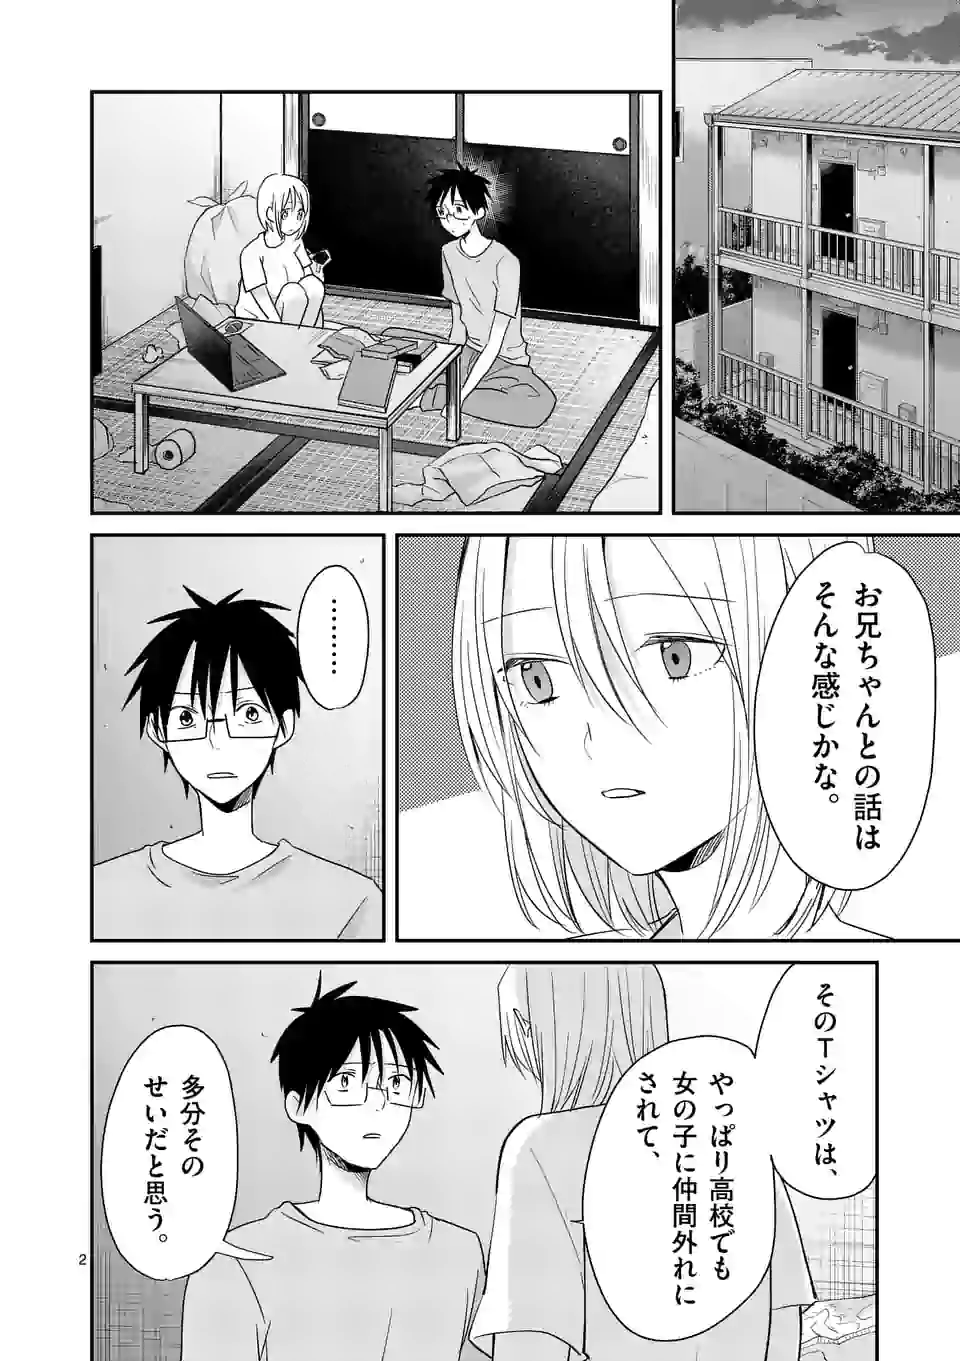 お兄ちゃんとの話は
そんな感じかな。
………
そのTシャツは、
やっぱり高校でも
女の子に仲間外れに
されて、
多分その
せいだと思う。
2